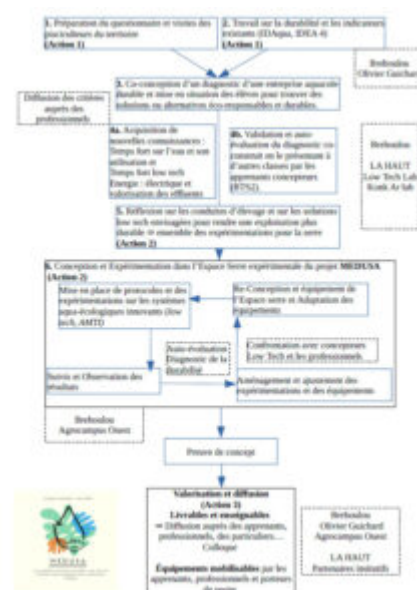 1. Préparation du questionnaire et visites des
pisciculteurs du territoire
(Action 1)
2. Travail sur la durabilité et les indicateurs
existants (IDAqua, IDEA 4)
(Action 1)
Brehoulou
Olivier Guichard
3. Co-conception d'un diagnostic d'une entreprise aquacole
durable et mise en situation des élèves pour trouver des
solutions ou alternatives éco-responsables et durables.
Diffusion des critères
auprès des
professionnels
4a. Acquisition de
nouvelles connaissances :
Temps fort sur l'eau et son
utilisation et
Temps fort low tech
Energie : électrique et
valorisation des effluents
4b. Validation et auto-
évaluation du diagnostic co-
construit en le présentant à
d'autres classes par les
apprenants concepteurs
(BTS2)
Brehoulou
LA HAUT
Low Tech Lab
Konk Ar lab
5. Réflexion sur les conduites d'élevage et sur les solutions
low tech envisagées pour rendre une exploitation plus
durable = ensemble des expérimentations pour la serre
(Action 2)
6. Conception et Expérimentation dans l'Espace Serre expérimentale du projet MEDUSA
(Action 2)
Mise en place de protocoles et des
expérimentations sur les systèmes
aqua-écologiques innovants (low
tech, AMTI)
Re-Conception et équipement de
l'Espace serre et Adaptation des
équipements
Auto-évaluation
Diagnostic de la
durabilité
Confrontation avec concepteurs
Low Tech et les professionnels
Suivis et Observation des
résultats
Aménagement et ajustement des
expérimentations et des équipements
Brehoulou
Agrocampus Ouest
Preuve de concept
Valorisation et diffusion
(Action 3)
Livrables et enseignables
= Diffusion auprès des apprenants,
professionnels, des particuliers…
Colloque
Équipements mobilisables par les
apprenants, professionnels et porteurs
de projet
Brehoulou
Olivier Guichard
Agrocampus Ouest
LA HAUT
Partenaires institutifs
MEDUSA